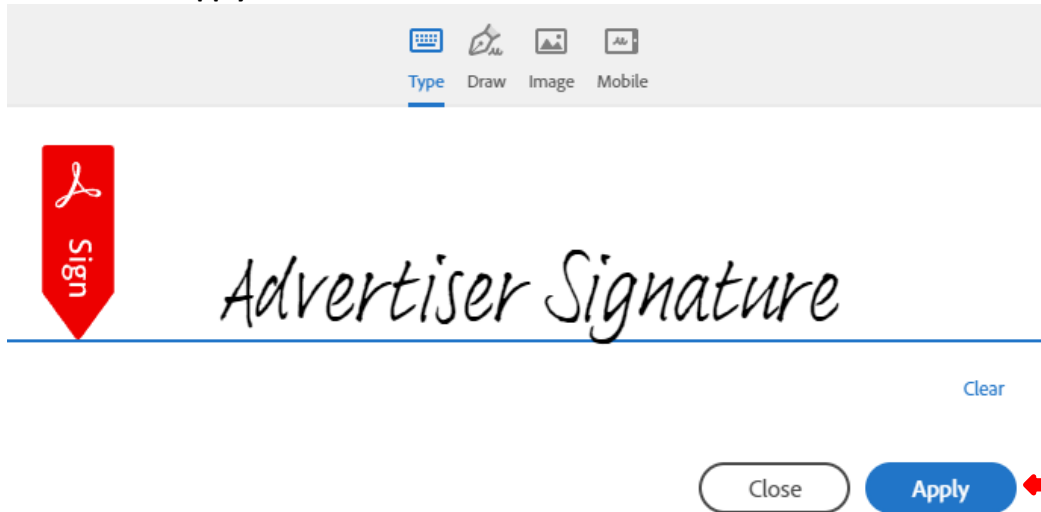 Type Draw Image Mobile
Sign
Advertiser Signature
Clear
Close Apply